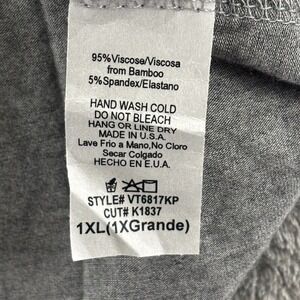 95%Viscose/Viscosa
from Bamboo
5%Spandex/Elastano
HAND WASH COLD
DO NOT BLEACH
HANG OR LINE DRY
MADE IN U.S.A.
Lave Frio a Mano,No Cloro
Secar Colgado
HECHO EN E.U.A.
STYLE# VT6817KP
CUT# K1837
1XL(1XGrande)